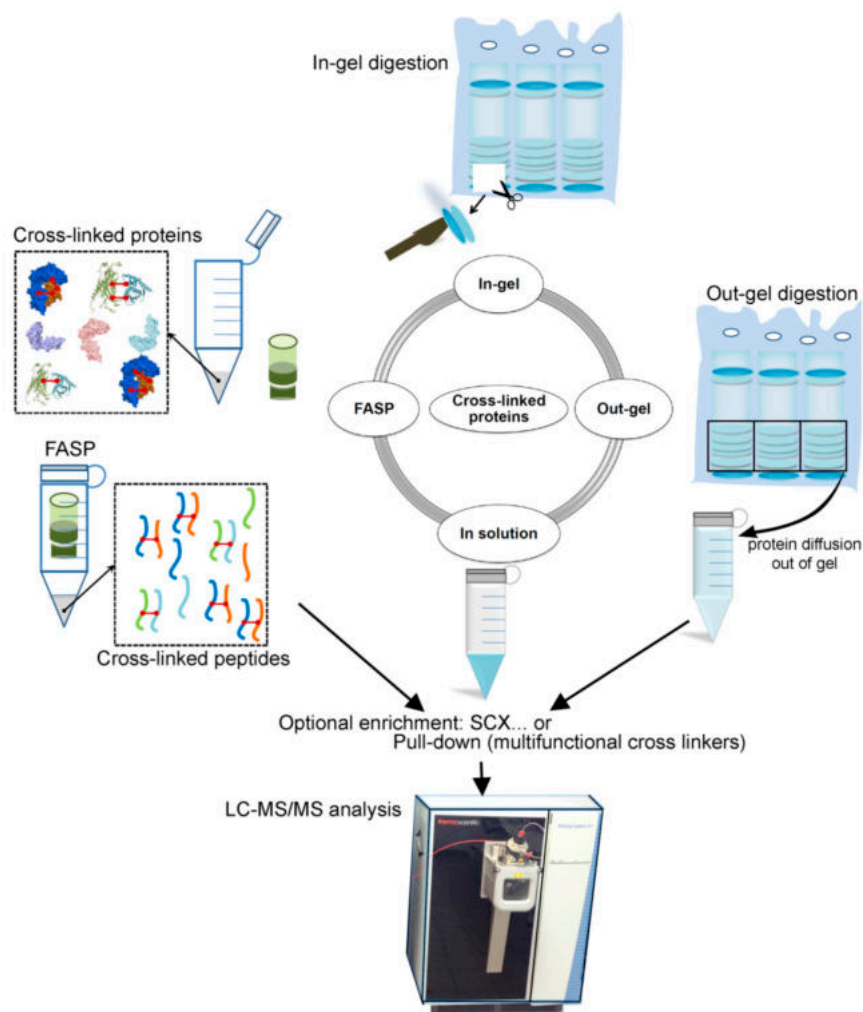 In-gel digestion
Cross-linked proteins
In-gel
Out-gel digestion
FASP
Cross-linked
proteins
Out-gel
FASP
In solution
protein diffusion
out of gel
Cross-linked peptides
Optional enrichment: SCX... or
Pull-down (multifunctional cross linkers)
LC-MS/MS analysis